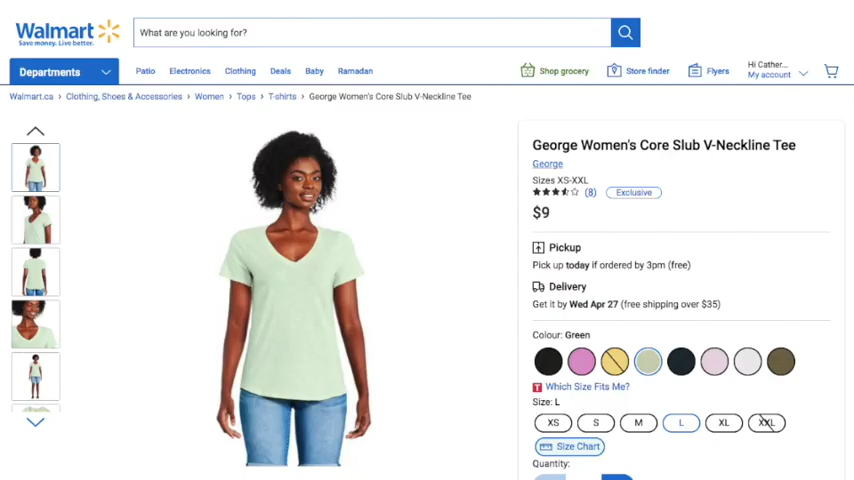 Walmart
Save money. Live better.
What are you looking for?
Departments
Patio Electronics Clothing Deals Baby Ramadan
Shop grocery Store finder Flyers
Hi Cather...
My account
Walmart.ca > Clothing, Shoes & Accessories > Women > Tops > T-shirts > George Women's Core Slub V-Neckline Tee
George Women's Core Slub V-Neckline Tee
George
Sizes XS-XXL
(8) Exclusive
$9
Pickup
Pick up today if ordered by 3pm (free)
Delivery
Get it by Wed Apr 27 (free shipping over $35)
Colour: Green
T Which Size Fits Me?
Size: L
XS S M L XL XXL
Size Chart
Quantity: